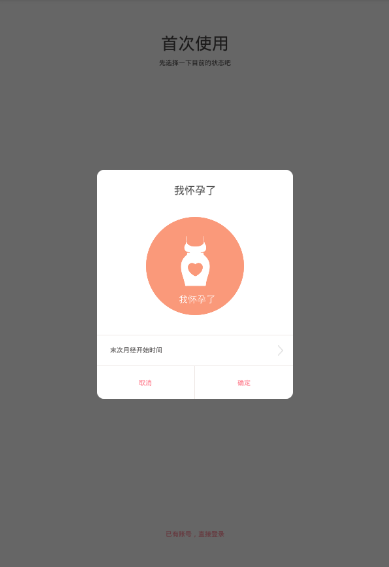 首次使用
先选择一下目前的状态吧
我怀孕了
我怀孕了
末次月经开始时间
取消
确定
已有账号，直接登录